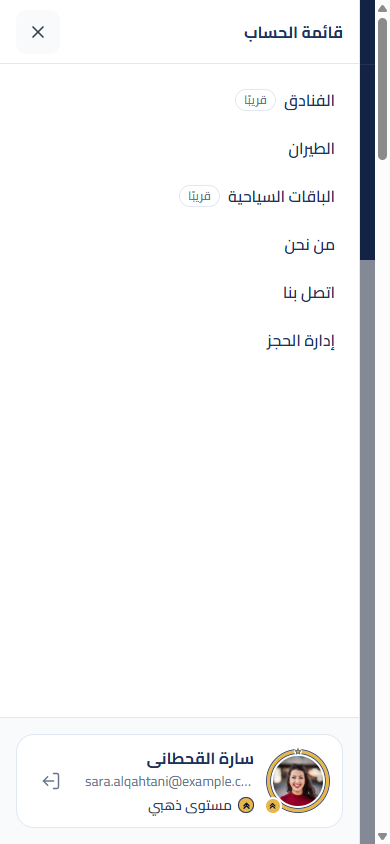 قائمة الحساب
الفنادق قريبًا
الطيران
الباقات السياحية قريبًا
من نحن
اتصل بنا
إدارة الحجز
سارة القحطاني
sara.alqahtani@example.c...
مستوى ذهبي